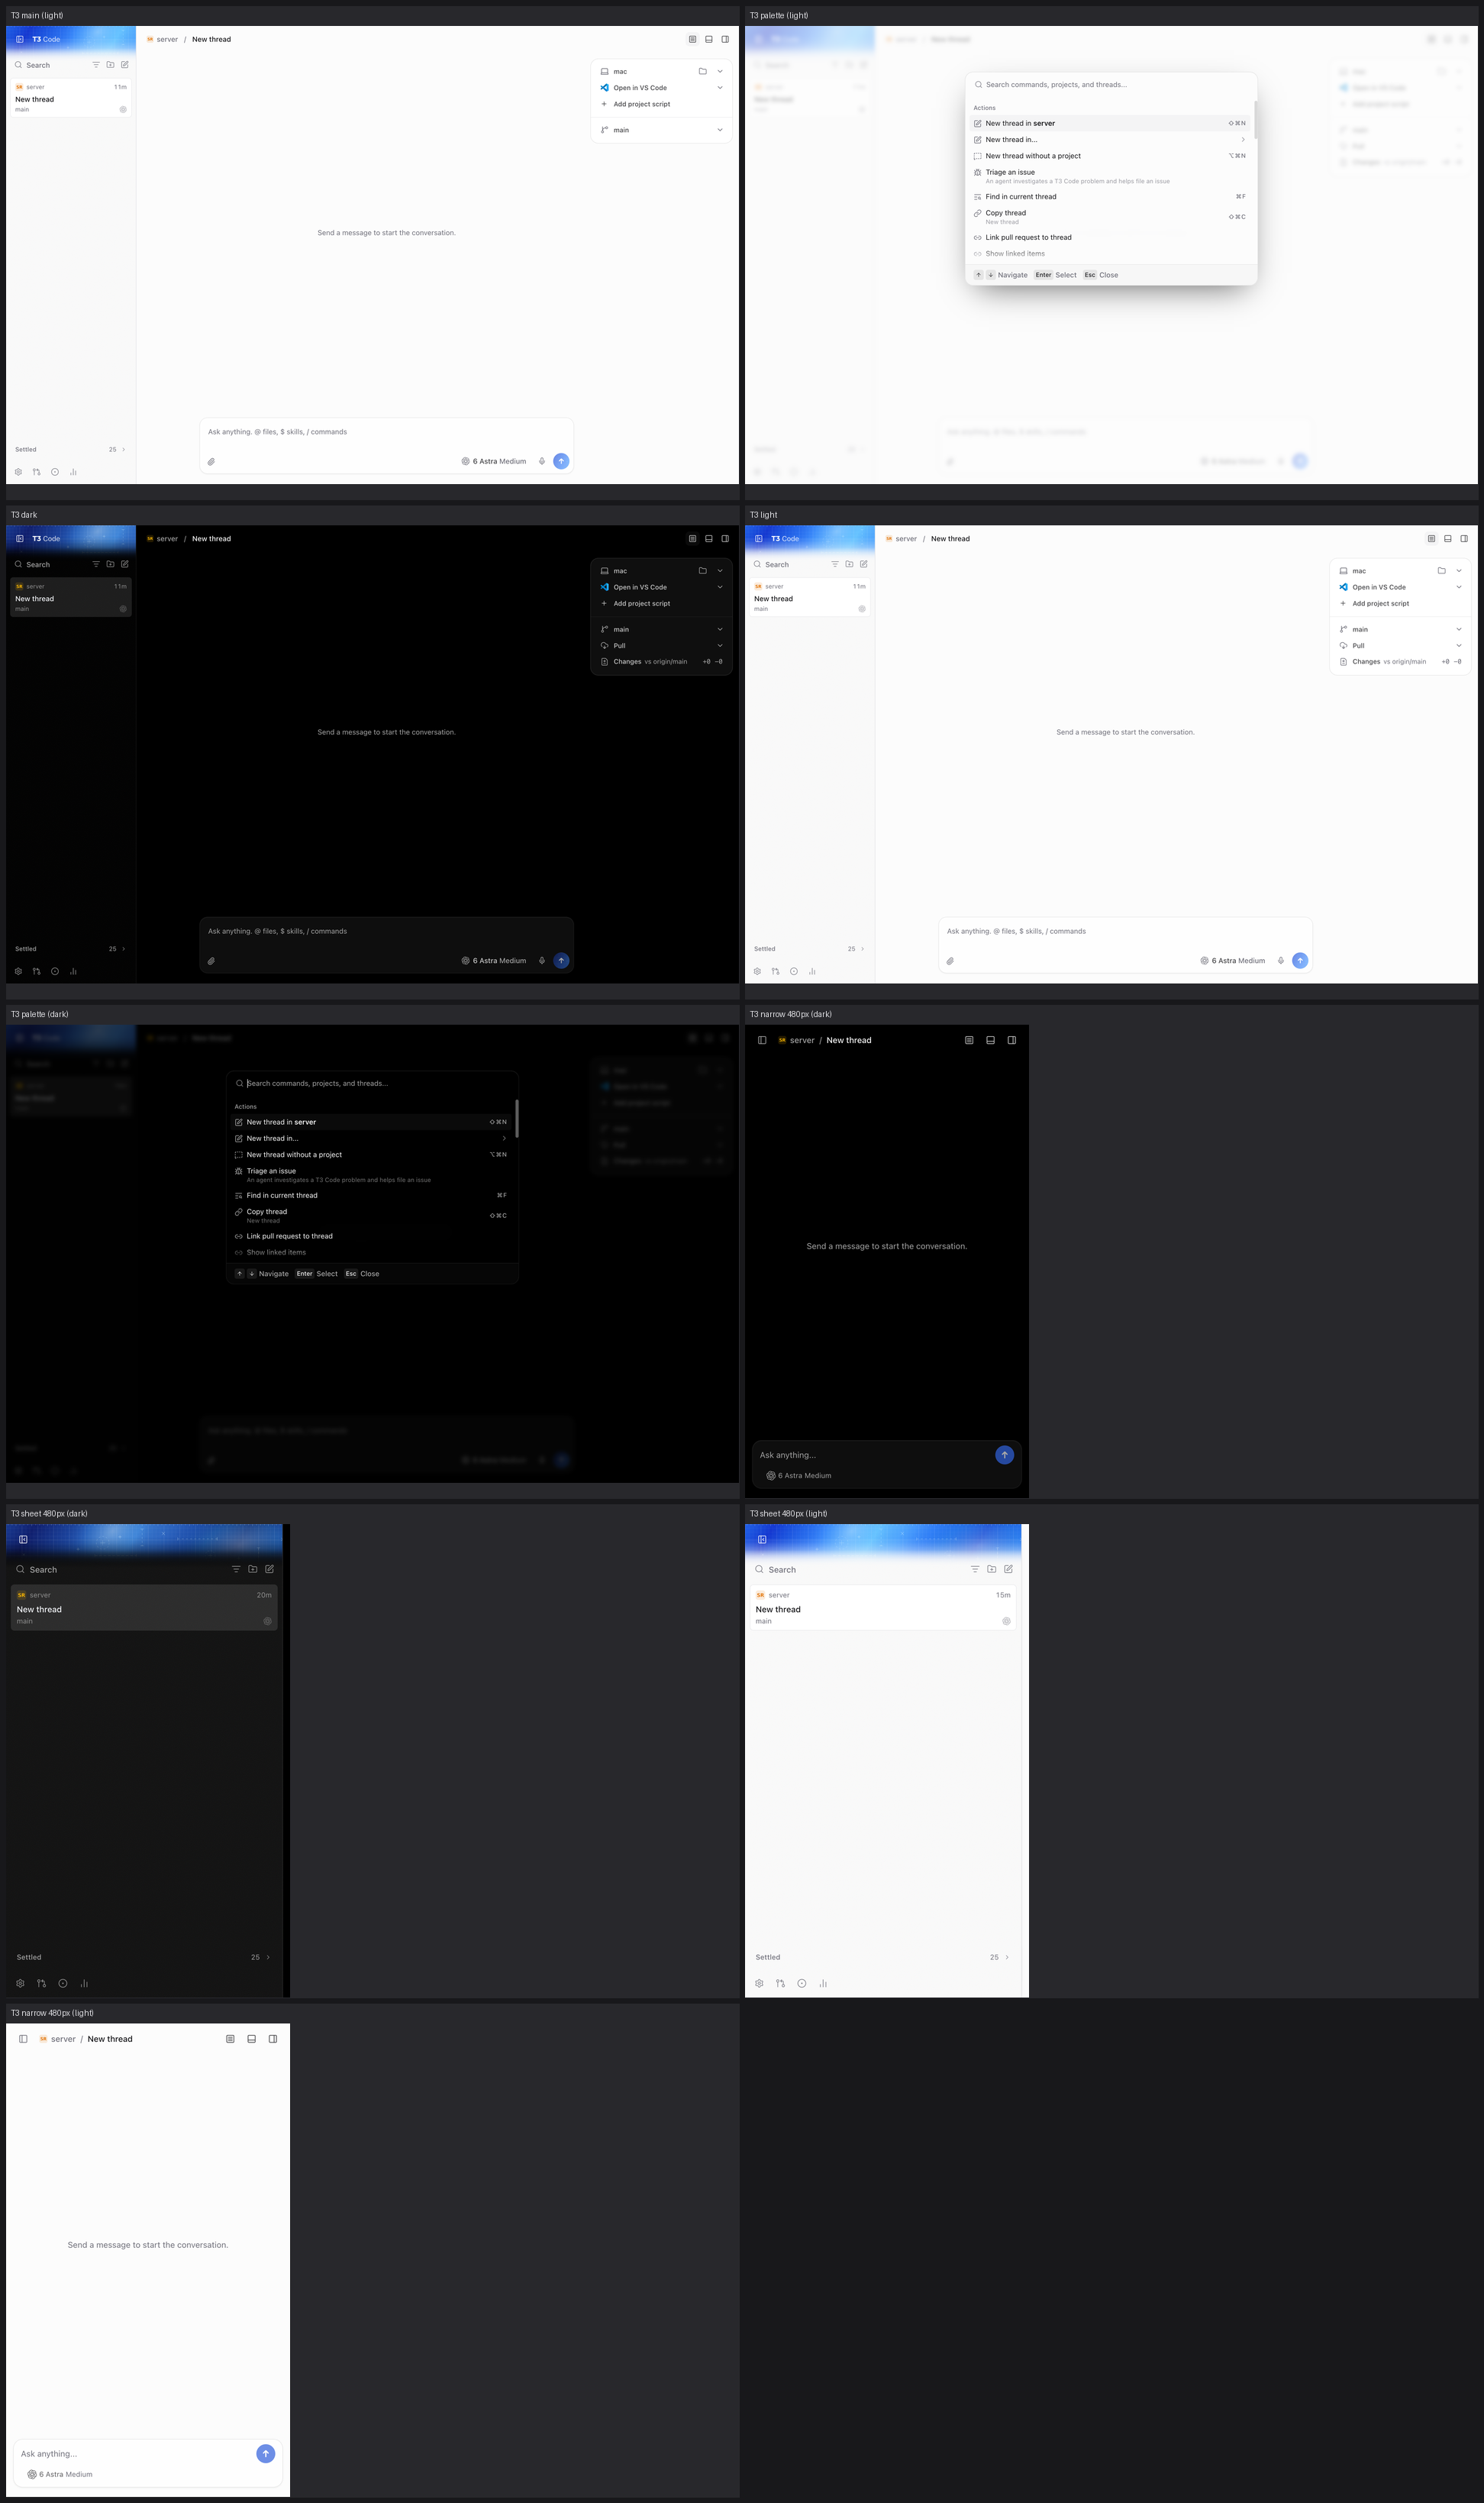 T3 main (light)
T3 Code
server / New thread
Search
SR server 11m
New thread
main
mac
Open in VS Code
Add project script
main
Send a message to start the conversation.
Settled 25
Ask anything. @ files, $ skills, / commands
6 Astra Medium
T3 palette (light)
Search commands, projects, and threads...
Actions
New thread in server ⇧⌘N
New thread in...
New thread without a project ⌥⌘N
Triage an issue
An agent investigates a T3 Code problem and helps file an issue
Find in current thread ⌘F
Copy thread ⇧⌘C
New thread
Link pull request to thread
Show linked items
↑ ↓ Navigate Enter Select Esc Close
T3 dark
T3 Code
SR server / New thread
Search
SR server 11m
New thread
main
mac
Open in VS Code
Add project script
main
Pull
Changes vs origin/main +0 -0
Send a message to start the conversation.
Settled 25
Ask anything. @ files, $ skills, / commands
6 Astra Medium
T3 light
T3 Code
SR server / New thread
Search
SR server 11m
New thread
main
mac
Open in VS Code
Add project script
main
Pull
Changes vs origin/main +0 -0
Send a message to start the conversation.
Settled 25
Ask anything. @ files, $ skills, / commands
6 Astra Medium
T3 palette (dark)
Search commands, projects, and threads...
Actions
New thread in server ⇧⌘N
New thread in...
New thread without a project ⌥⌘N
Triage an issue
An agent investigates a T3 Code problem and helps file an issue
Find in current thread ⌘F
Copy thread ⇧⌘C
New thread
Link pull request to thread
Show linked items
↑ ↓ Navigate Enter Select Esc Close
T3 narrow 480px (dark)
SR server / New thread
Send a message to start the conversation.
Ask anything...
6 Astra Medium
T3 sheet 480px (dark)
Search
SR server 20m
New thread
main
Settled 25
T3 sheet 480px (light)
Search
SR server 15m
New thread
main
Settled 25
T3 narrow 480px (light)
SR server / New thread
Send a message to start the conversation.
Ask anything...
6 Astra Medium